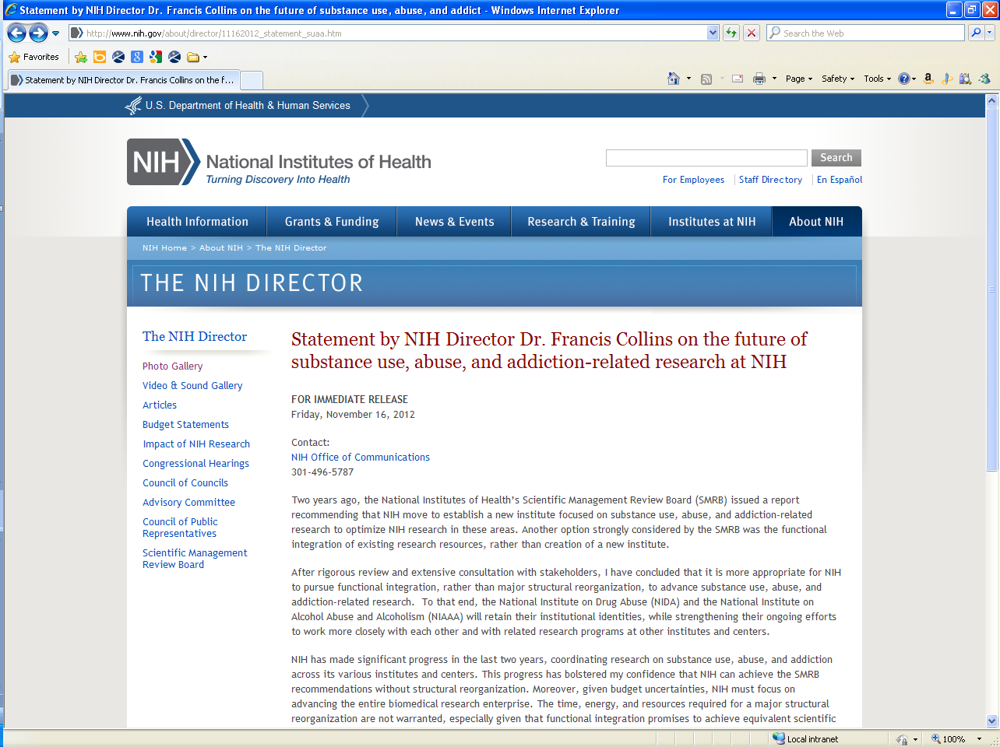 Statement by NIH Director Dr. Francis Collins on the future of substance use, abuse, and addict - Windows Internet Explorer
http://www.nih.gov/about/director/11162012_statement_suaa.htm
Search the Web
Favorites
Statement by NIH Director Dr. Francis Collins on the f...
Page
Safety
Tools
U.S. Department of Health & Human Services
NIH
National Institutes of Health
Turning Discovery Into Health
Search
For Employees
Staff Directory
En Español
Health Information
Grants & Funding
News & Events
Research & Training
Institutes at NIH
About NIH
NIH Home > About NIH > The NIH Director
THE NIH DIRECTOR
The NIH Director
Photo Gallery
Video & Sound Gallery
Articles
Budget Statements
Impact of NIH Research
Congressional Hearings
Council of Councils
Advisory Committee
Council of Public
Representatives
Scientific Management
Review Board
Statement by NIH Director Dr. Francis Collins on the future of
substance use, abuse, and addiction-related research at NIH
FOR IMMEDIATE RELEASE
Friday, November 16, 2012
Contact:
NIH Office of Communications
301-496-5787
Two years ago, the National Institutes of Health's Scientific Management Review Board (SMRB) issued a report
recommending that NIH move to establish a new institute focused on substance use, abuse, and addiction-related
research to optimize NIH research in these areas. Another option strongly considered by the SMRB was the functional
integration of existing research resources, rather than creation of a new institute.
After rigorous review and extensive consultation with stakeholders, I have concluded that it is more appropriate for NIH
to pursue functional integration, rather than major structural reorganization, to advance substance use, abuse, and
addiction-related research. To that end, the National Institute on Drug Abuse (NIDA) and the National Institute on
Alcohol Abuse and Alcoholism (NIAAA) will retain their institutional identities, while strengthening their ongoing efforts
to work more closely with each other and with related research programs at other institutes and centers.
NIH has made significant progress in the last two years, coordinating research on substance use, abuse, and addiction
across its various institutes and centers. This progress has bolstered my confidence that NIH can achieve the SMRB
recommendations without structural reorganization. Moreover, given budget uncertainties, NIH must focus on
advancing the entire biomedical research enterprise. The time, energy, and resources required for a major structural
reorganization are not warranted, especially given that functional integration promises to achieve equivalent scientific
Local intranet
100%